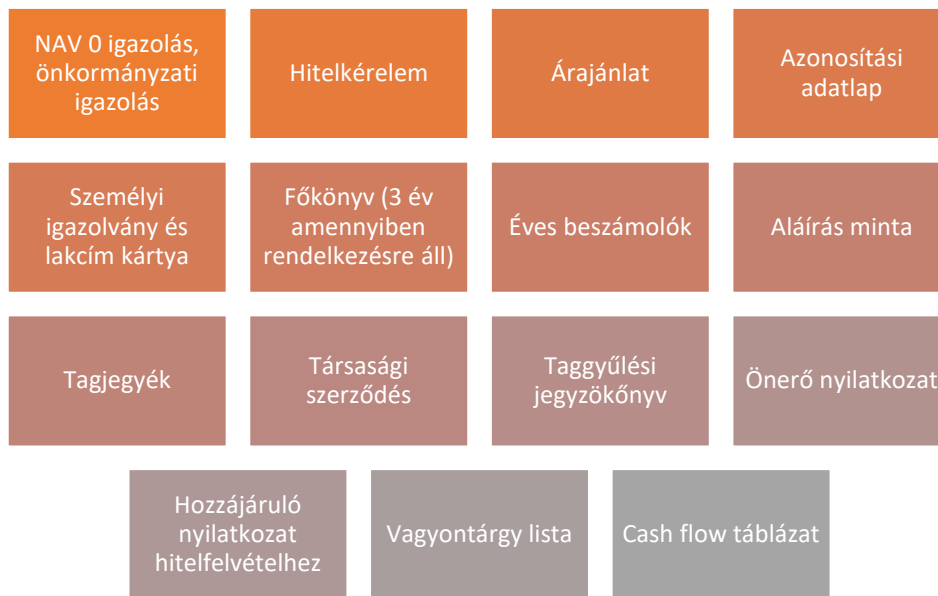 NAV 0 igazolás,
önkormányzati
igazolás
Hitelkérelem
Árajánlat
Azonosítási
adatlap
Személyi
igazolvány és
lakcím kártya
Főkönyv (3 év
amennyiben
rendelkezésre áll)
Éves beszámolók
Aláírás minta
Tagjegyék
Társasági
szerződés
Taggyűlési
jegyzökőnyv
Önerő nyilatkozat
Hozzájáruló
nyilatkozat
hitelfelvételhez
Vagyontárgy lista
Cash flow táblázat